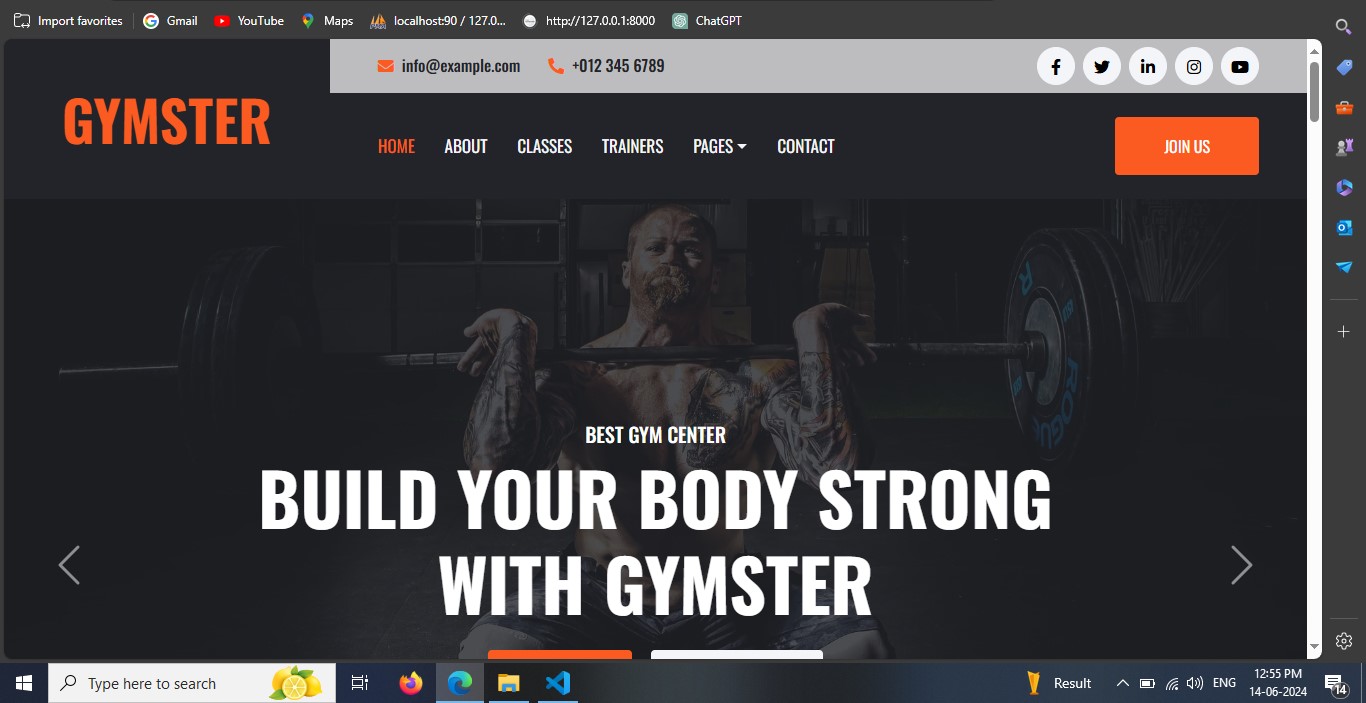 Import favorites
Gmail
YouTube
Maps
localhost:90 / 127.0...
http://127.0.0.1:8000
ChatGPT
info@example.com
+012 345 6789
GYMSTER
HOME
ABOUT
CLASSES
TRAINERS
PAGES
CONTACT
JOIN US
R
ROGUE
BEST GYM CENTER
BUILD YOUR BODY STRONG
WITH GYMSTER
Type here to search
Result
ENG
12:55 PM
14-06-2024
14